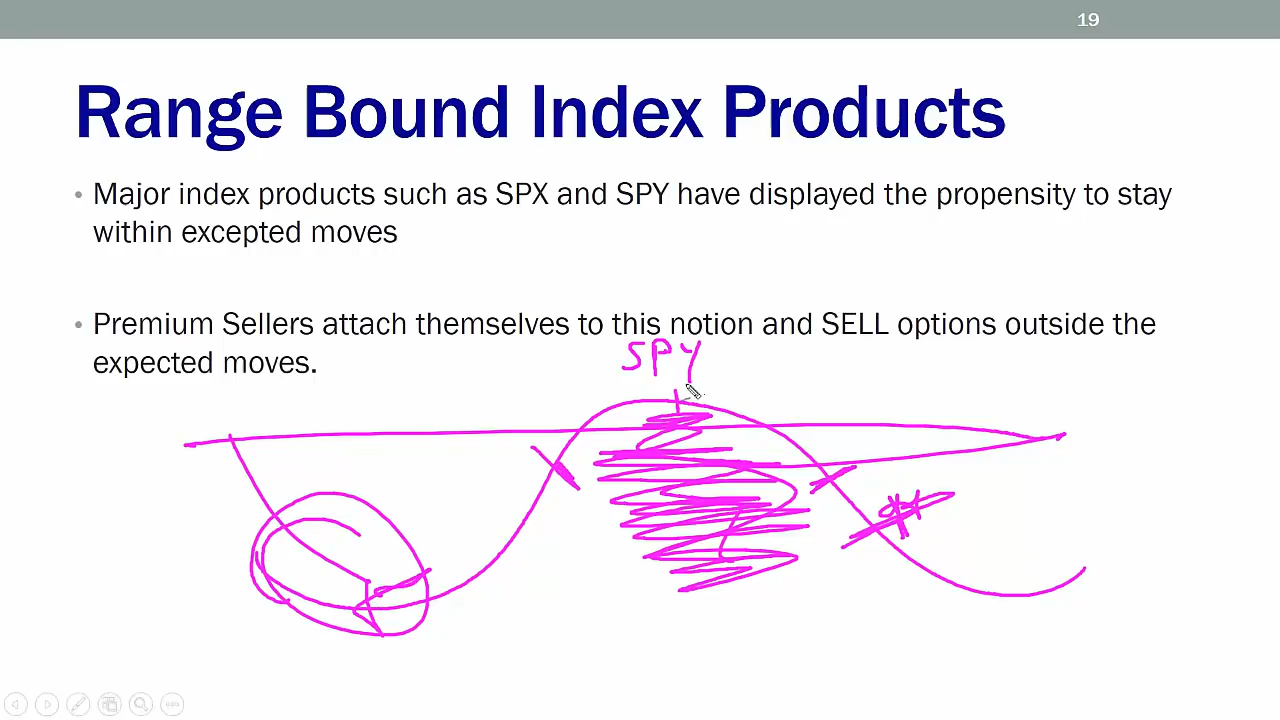 19
Range Bound Index Products
• Major index products such as SPX and SPY have displayed the propensity to stay
within excepted moves
• Premium Sellers attach themselves to this notion and SELL options outside the
expected moves.
SPY